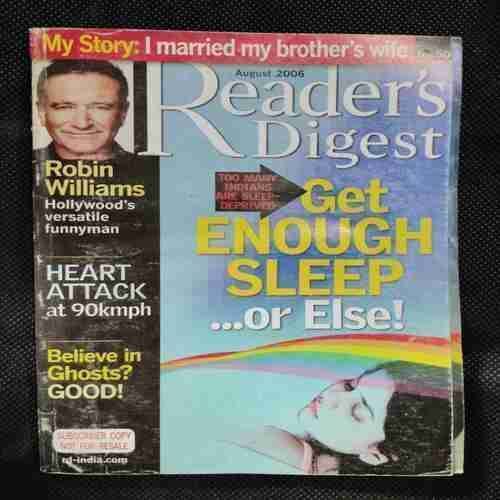 My Story: I married my brother's wife
August 2006
Reader's
Digest
Robin
Williams
Hollywood's
versatile
funnyman
TOO MANY
INDIANS
ARE SLEEP-
DEPRIVED
Get
ENOUGH
SLEEP
...or Else!
HEART
ATTACK
at 90kmph
Believe in
Ghosts?
GOOD!
SUBSCRIBER COPY
NOT FOR RESALE
rd-india.com